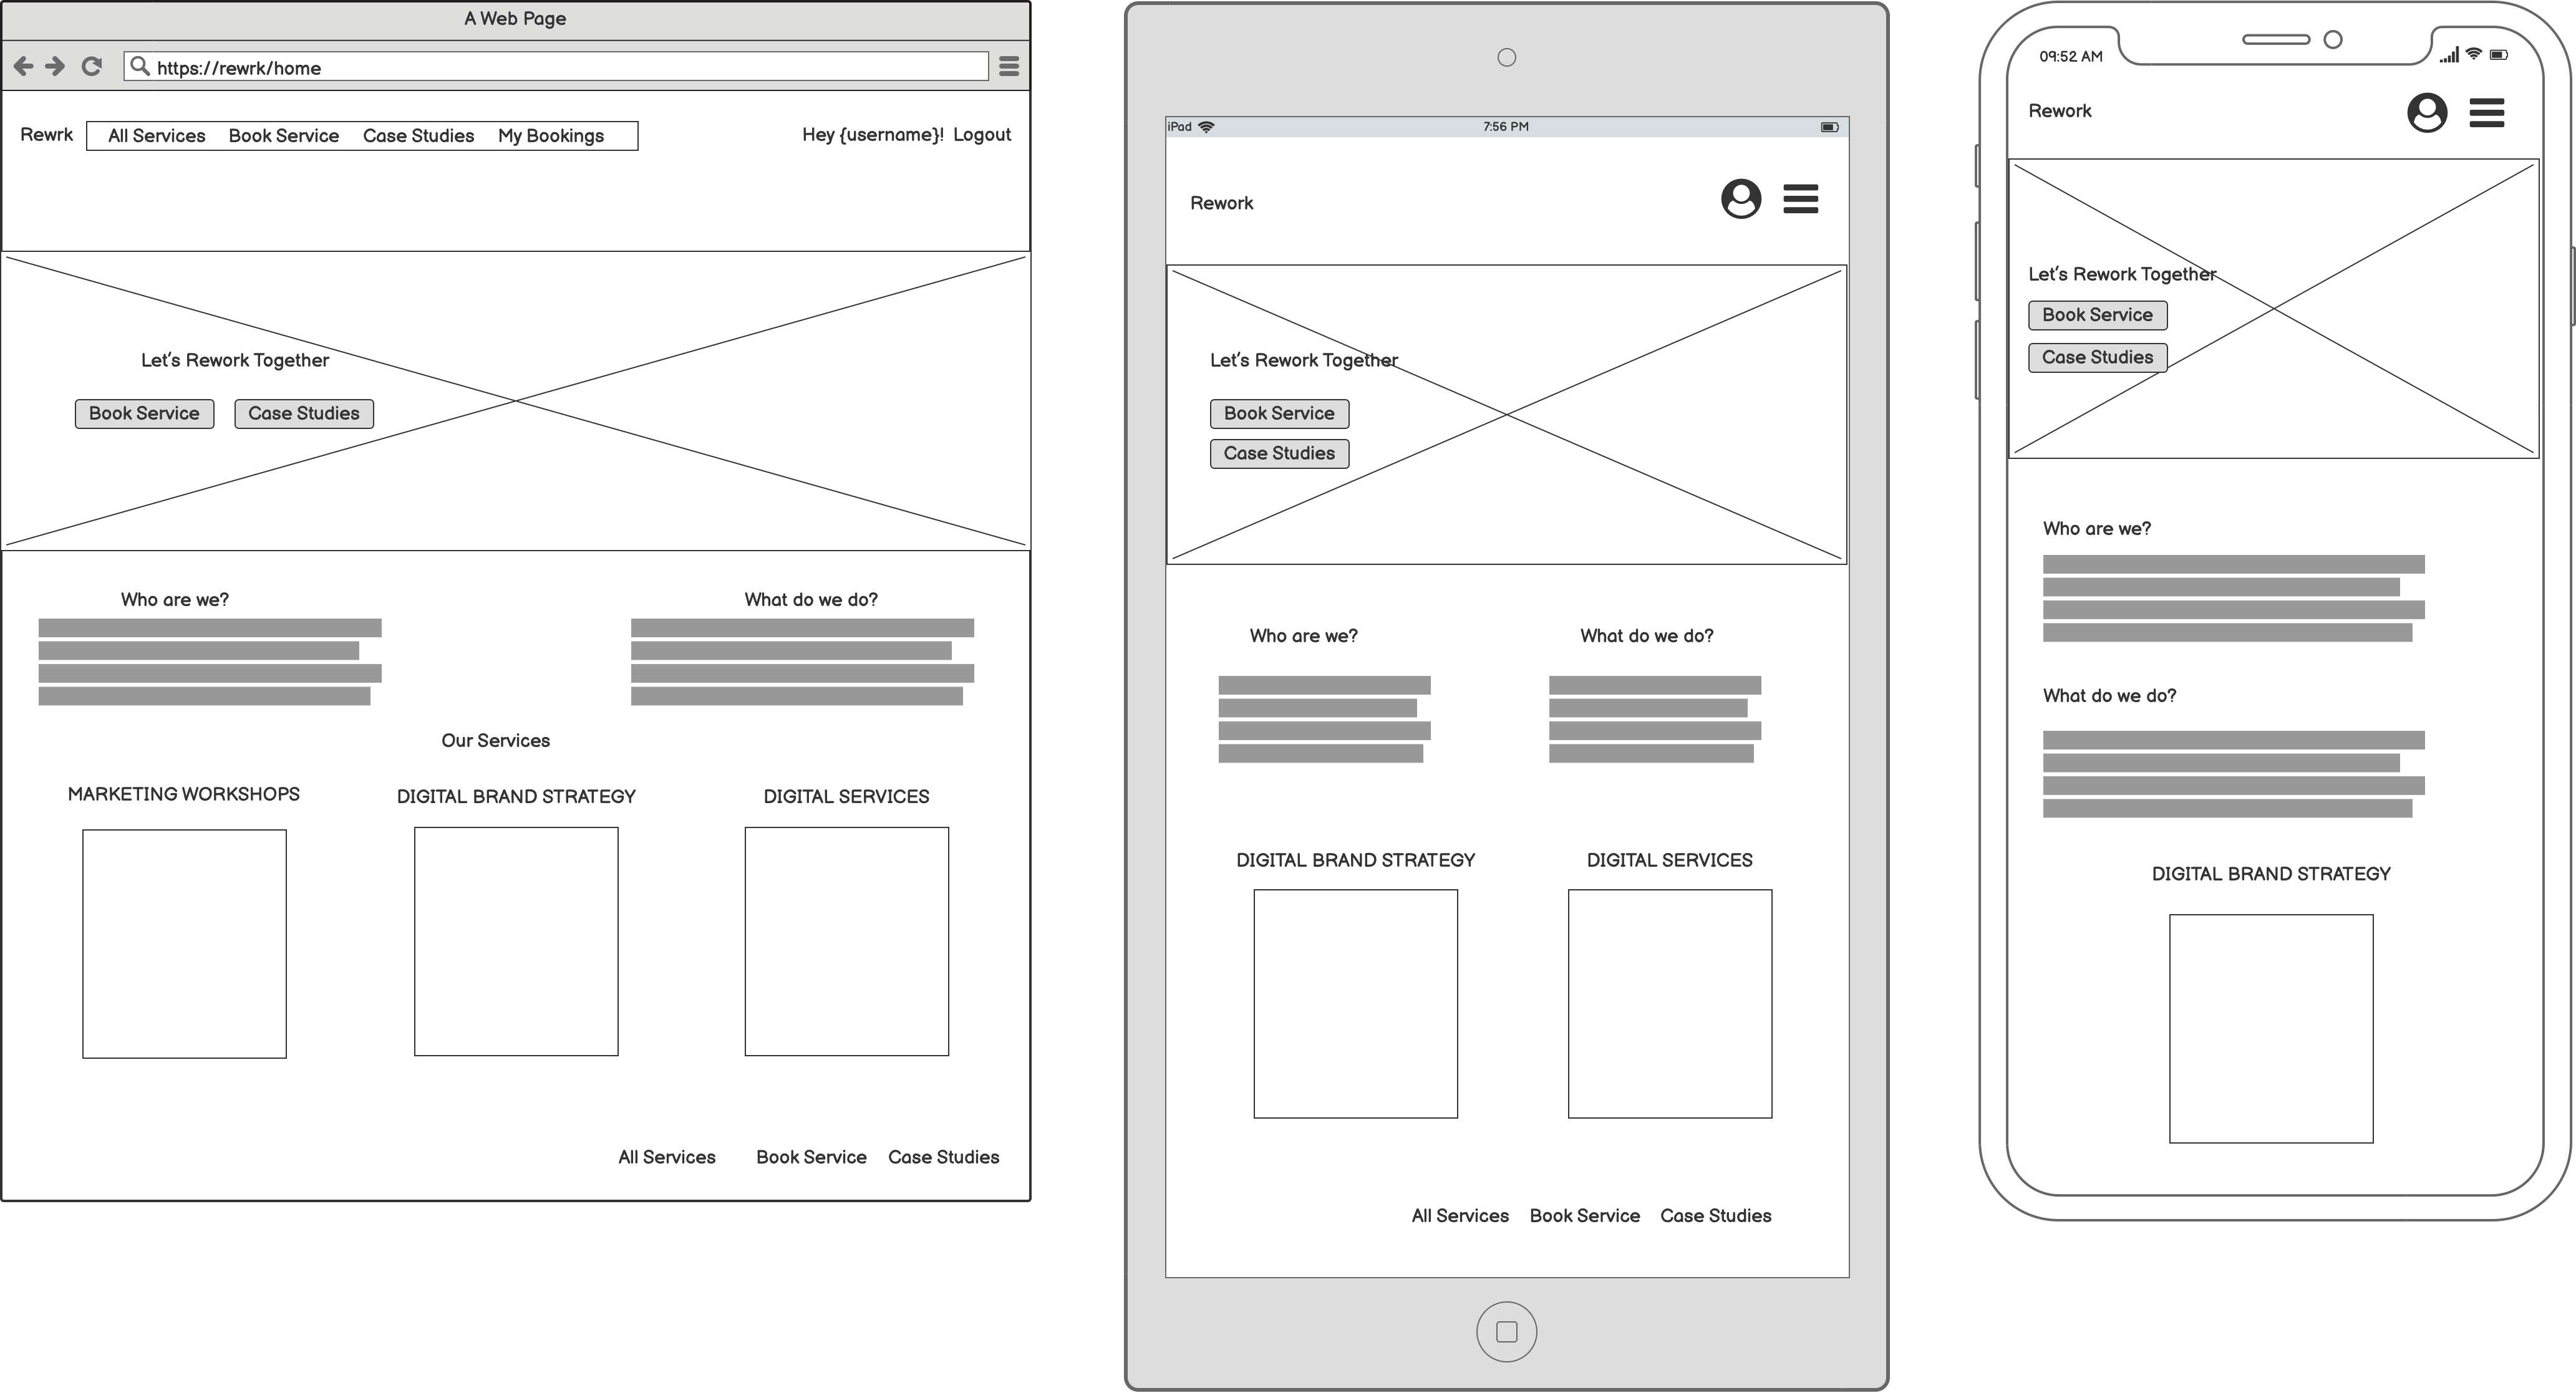 A Web Page
https://rewrk/home
Rewrk All Services Book Service Case Studies My Bookings Hey {username}! Logout
Let's Rework Together
Book Service Case Studies
Who are we? What do we do?
Our Services
MARKETING WORKSHOPS DIGITAL BRAND STRATEGY DIGITAL SERVICES
All Services Book Service Case Studies
iPad 7:56 PM
Rework
Let's Rework Together
Book Service
Case Studies
Who are we? What do we do?
DIGITAL BRAND STRATEGY DIGITAL SERVICES
All Services Book Service Case Studies
09:52 AM
Rework
Let's Rework Together
Book Service
Case Studies
Who are we?
What do we do?
DIGITAL BRAND STRATEGY